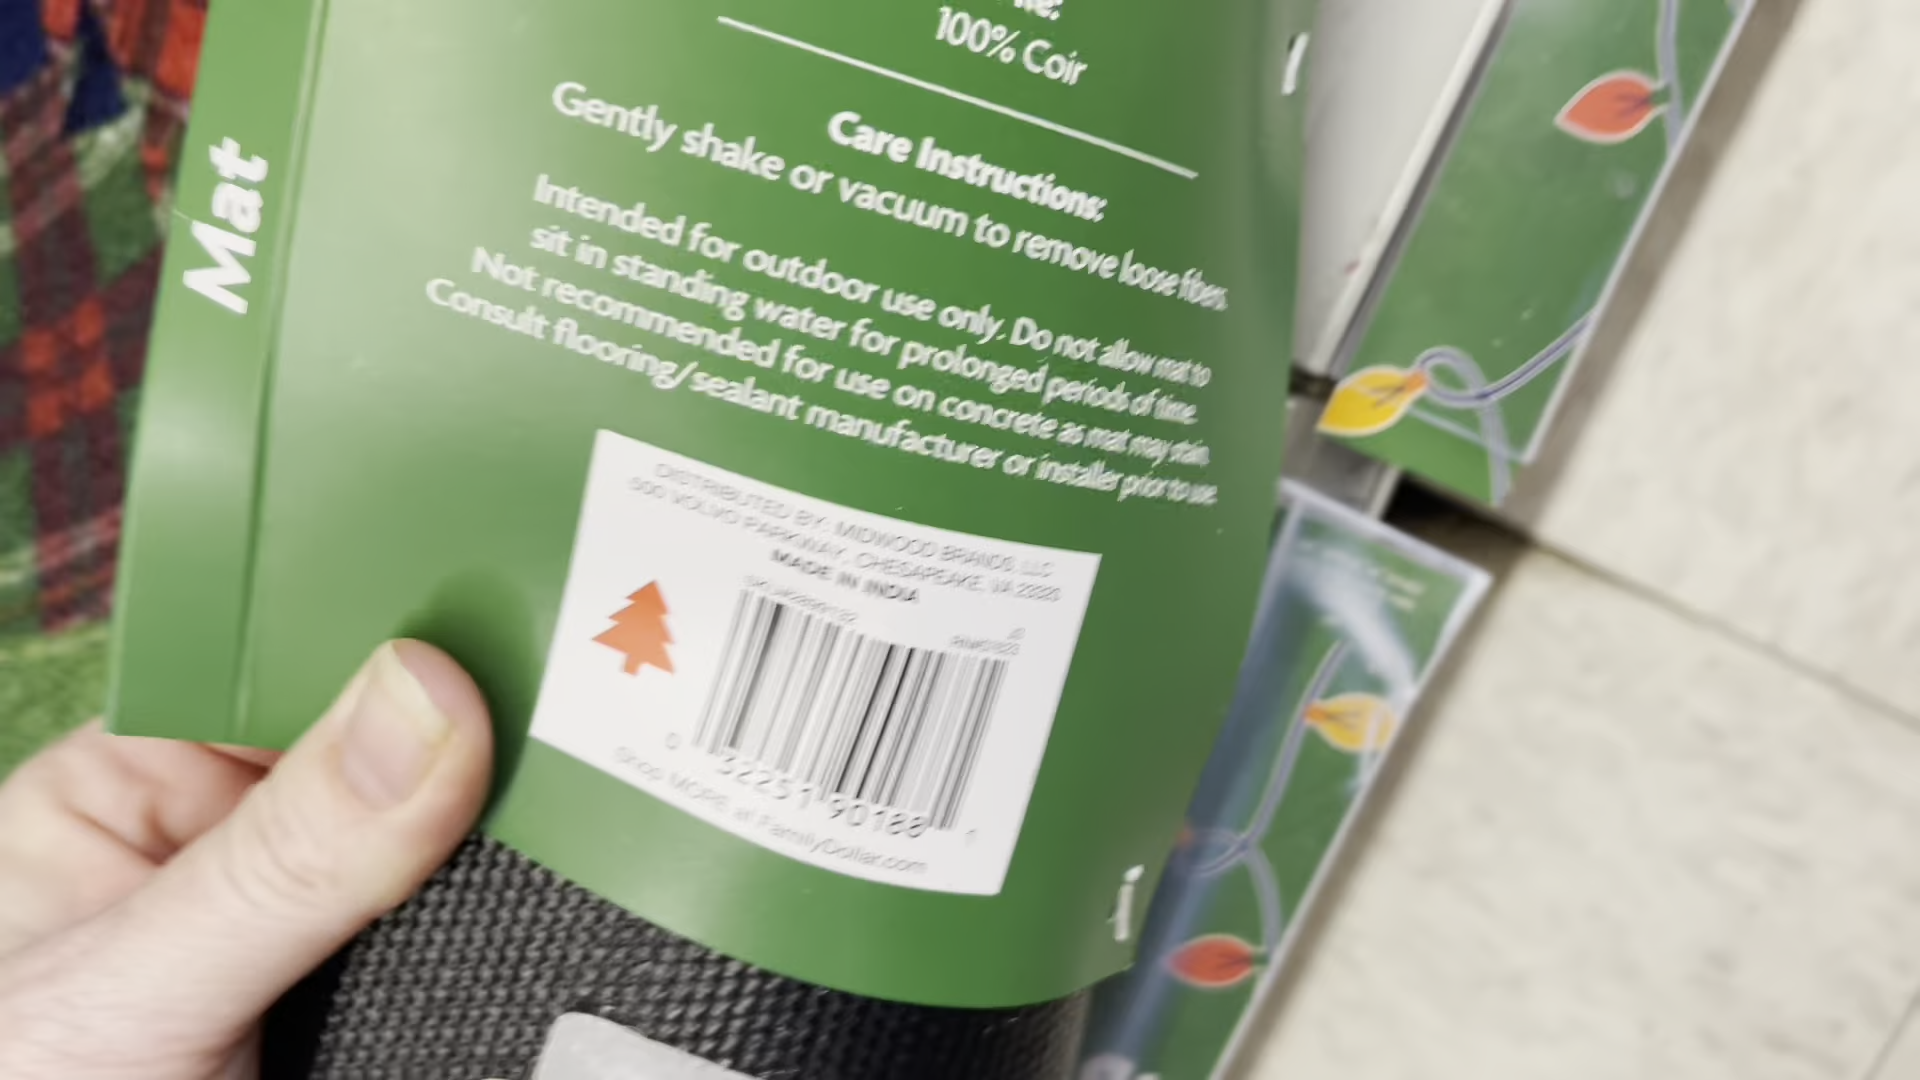 Mat
100% Coir
Care Instructions:
Gently shake or vacuum to remove loose fibers.
Intended for outdoor use only. Do not allow mat to
sit in standing water for prolonged periods of time.
Not recommended for use on concrete as mat may stain.
Consult flooring/sealant manufacturer or installer prior to use.
DISTRIBUTED BY: MIDWOOD BRANDS, LLC
500 VOLVO PARKWAY, CHESAPEAKE, VA 23320
MADE IN INDIA
0 32251 90188 1
Shop MORE at FamilyDollar.com